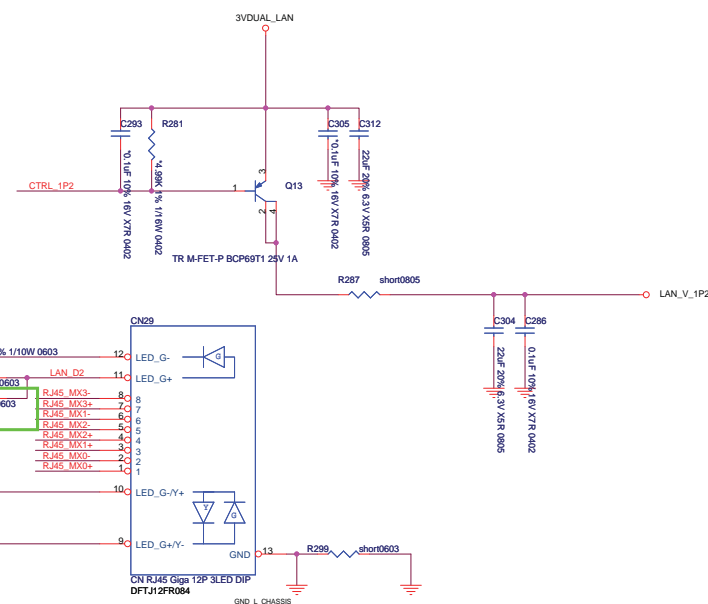 3VDUAL_LAN
C293
R281
C305
C312
*0.1uF 10% 16V X7R 0402
*4.99K 1% 1/16W 0402
*0.1uF 10% 16V X7R 0402
22uF 20% 6.3V X5R 0805
CTRL_1P2
1
3
2
4
Q13
TR M-FET-P BCP69T1 25V 1A
R287
short0805
LAN_V_1P2
C304
C286
22uF 20% 6.3V X5R 0805
0.1uF 10% 16V X7R 0402
CN29
% 1/10W 0603
12
LED_G-
G
LAN_D2
11
LED_G+
0603
RJ45_MX3-
8
8
603
RJ45_MX3+
7
7
RJ45_MX1-
6
6
RJ45_MX2-
5
5
RJ45_MX2+
4
4
RJ45_MX1+
3
3
RJ45_MX0-
2
2
RJ45_MX0+
1
1
10
LED_G-/Y+
Y
G
9
LED_G+/Y-
GND
13
R299
short0603
CN RJ45 Giga 12P 3LED DIP
DFTJ12FR084
GND_L_CHASSIS